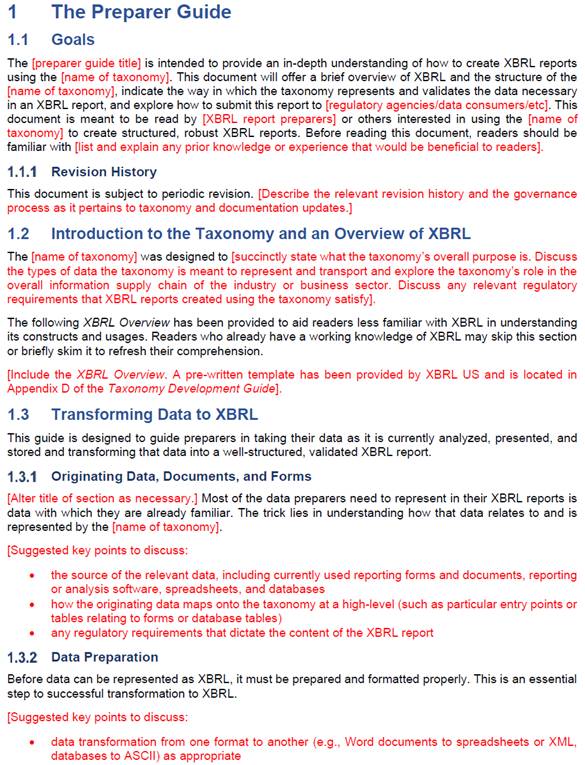 1 The Preparer Guide
1.1 Goals
The [preparer guide title] is intended to provide an in-depth understanding of how to create XBRL reports
using the [name of taxonomy]. This document will offer a brief overview of XBRL and the structure of the
[name of taxonomy], indicate the way in which the taxonomy represents and validates the data necessary
in an XBRL report, and explore how to submit this report to [regulatory agencies/data consumers/etc]. This
document is meant to be read by [XBRL report preparers] or others interested in using the [name of
taxonomy] to create structured, robust XBRL reports. Before reading this document, readers should be
familiar with [list and explain any prior knowledge or experience that would be beneficial to readers].
1.1.1 Revision History
This document is subject to periodic revision. [Describe the relevant revision history and the governance
process as it pertains to taxonomy and documentation updates.]
1.2 Introduction to the Taxonomy and an Overview of XBRL
The [name of taxonomy] was designed to [succinctly state what the taxonomy's overall purpose is. Discuss
the types of data the taxonomy is meant to represent and transport and explore the taxonomy's role in the
overall information supply chain of the industry or business sector. Discuss any relevant regulatory
requirements that XBRL reports created using the taxonomy satisfy].
The following XBRL Overview has been provided to aid readers less familiar with XBRL in understanding
its constructs and usages. Readers who already have a working knowledge of XBRL may skip this section
or briefly skim it to refresh their comprehension.
[Include the XBRL Overview. A pre-written template has been provided by XBRL US and is located in
Appendix D of the Taxonomy Development Guide].
1.3 Transforming Data to XBRL
This guide is designed to guide preparers in taking their data as it is currently analyzed, presented, and
stored and transforming that data into a well-structured, validated XBRL report.
1.3.1 Originating Data, Documents, and Forms
[Alter title of section as necessary.] Most of the data preparers need to represent in their XBRL reports is
data with which they are already familiar. The trick lies in understanding how that data relates to and is
represented by the [name of taxonomy].
[Suggested key points to discuss:
• the source of the relevant data, including currently used reporting forms and documents, reporting
or analysis software, spreadsheets, and databases
• how the originating data maps onto the taxonomy at a high-level (such as particular entry points or
tables relating to forms or database tables)
• any regulatory requirements that dictate the content of the XBRL report
1.3.2 Data Preparation
Before data can be represented as XBRL, it must be prepared and formatted properly. This is an essential
step to successful transformation to XBRL.
[Suggested key points to discuss:
• data transformation from one format to another (e.g., Word documents to spreadsheets or XML,
databases to ASCII) as appropriate